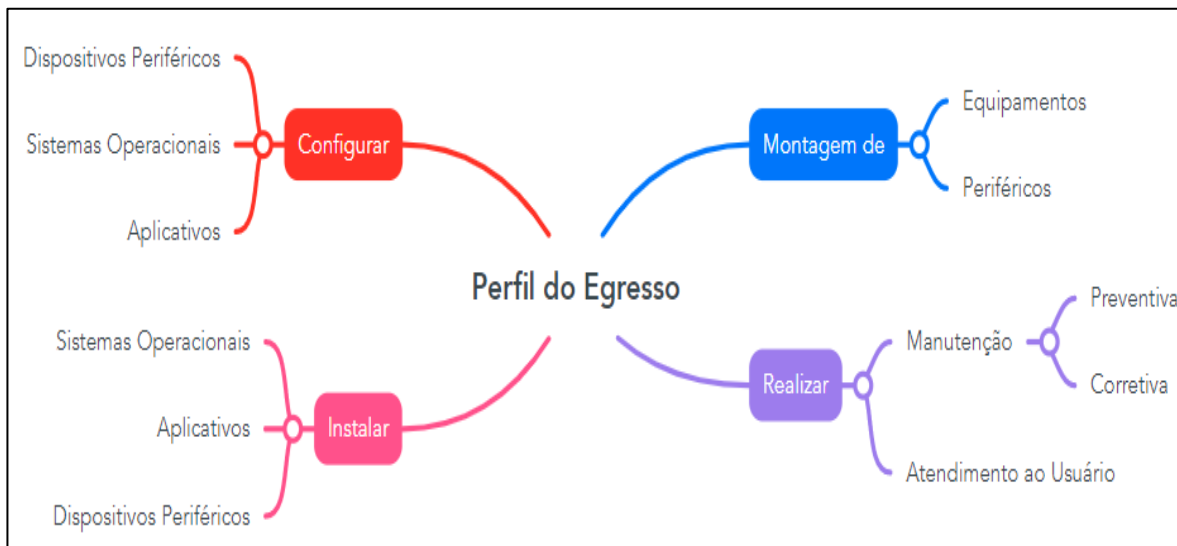 Dispositivos Periféricos
Sistemas Operacionais
Aplicativos
Configurar
Montagem de
Equipamentos
Periféricos
Perfil do Egresso
Sistemas Operacionais
Aplicativos
Dispositivos Periféricos
Instalar
Realizar
Manutenção
Preventiva
Corretiva
Atendimento ao Usuário